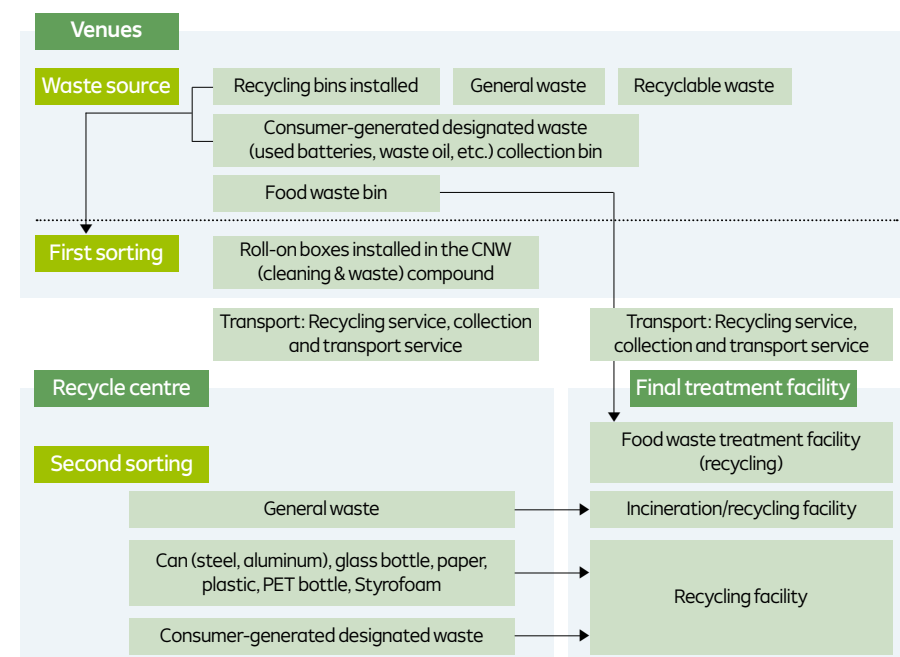 Venues
Waste source
Recycling bins installed
General waste
Recyclable waste
Consumer-generated designated waste
(used batteries, waste oil, etc.) collection bin
Food waste bin
First sorting
Roll-on boxes installed in the CNW
(cleaning & waste) compound
Transport: Recycling service, collection
and transport service
Transport: Recycling service,
collection and transport service
Recycle centre
Final treatment facility
Food waste treatment facility
(recycling)
Second sorting
General waste
Incineration/recycling facility
Can (steel, aluminum), glass bottle, paper,
plastic, PET bottle, Styrofoam
Recycling facility
Consumer-generated designated waste